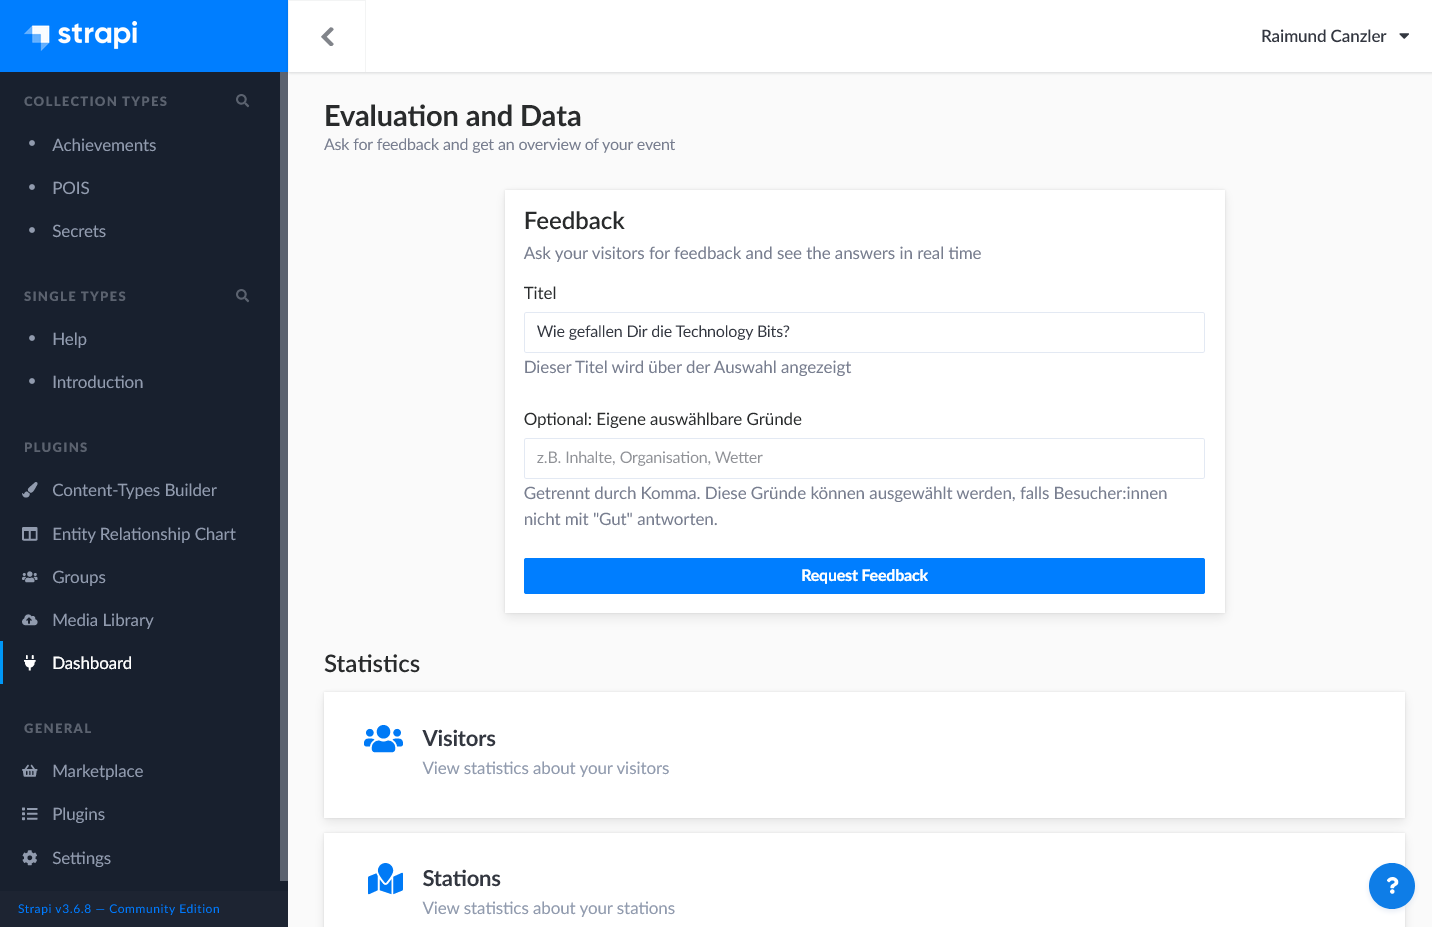 strapi
Raimund Canzler
COLLECTION TYPES
Achievements
POIS
Secrets
SINGLE TYPES
Help
Introduction
PLUGINS
Content-Types Builder
Entity Relationship Chart
Groups
Media Library
Dashboard
GENERAL
Marketplace
Plugins
Settings
Strapi v3.6.8 — Community Edition
Evaluation and Data
Ask for feedback and get an overview of your event
Feedback
Ask your visitors for feedback and see the answers in real time
Titel
Wie gefallen Dir die Technology Bits?
Dieser Titel wird über der Auswahl angezeigt
Optional: Eigene auswählbare Gründe
z.B. Inhalte, Organisation, Wetter
Getrennt durch Komma. Diese Gründe können ausgewählt werden, falls Besucher:innen
nicht mit "Gut" antworten.
Request Feedback
Statistics
Visitors
View statistics about your visitors
Stations
View statistics about your stations
?